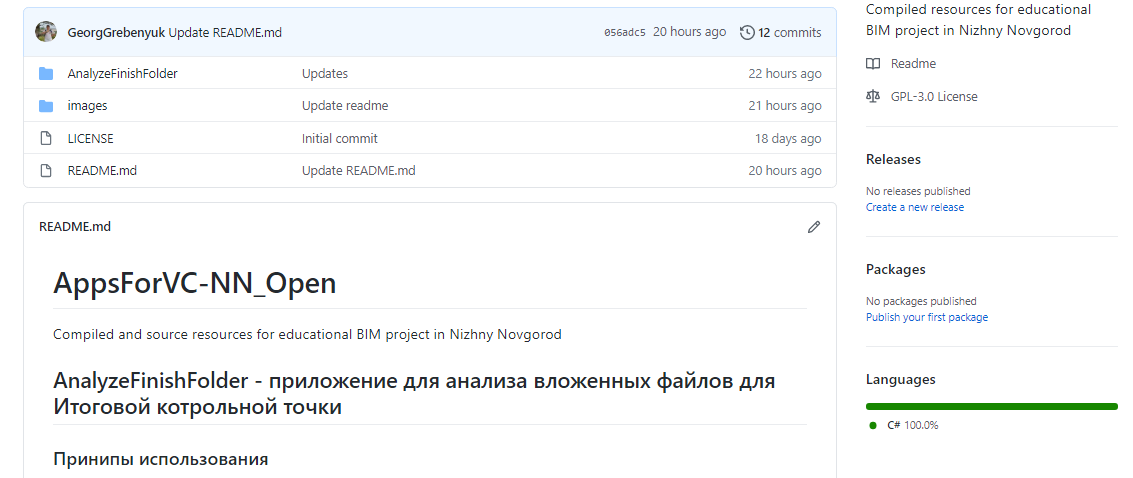 GeorgGrebenyuk Update README.md 056adc5 20 hours ago 12 commits
AnalyzeFinishFolder Updates 22 hours ago
images Update readme 21 hours ago
LICENSE Initial commit 18 days ago
README.md Update README.md 20 hours ago
README.md
AppsForVC-NN_Open
Compiled and source resources for educational BIM project in Nizhny Novgorod
AnalyzeFinishFolder - приложение для анализа вложенных файлов для
Итоговой котрольной точки
Принипы использования
Compiled resources for educational
BIM project in Nizhny Novgorod
Readme
GPL-3.0 License
Releases
No releases published
Create a new release
Packages
No packages published
Publish your first package
Languages
C# 100.0%